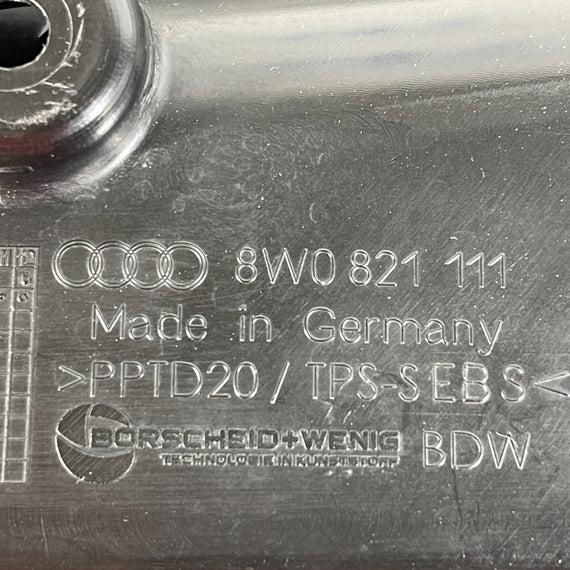 8W0 821 111
Made in Germany
>PPTD20 / TPS-SEBS<
BORSCHEID+WENIG
TECHNOLOGIE IN KUNSTSTOFF
BDW